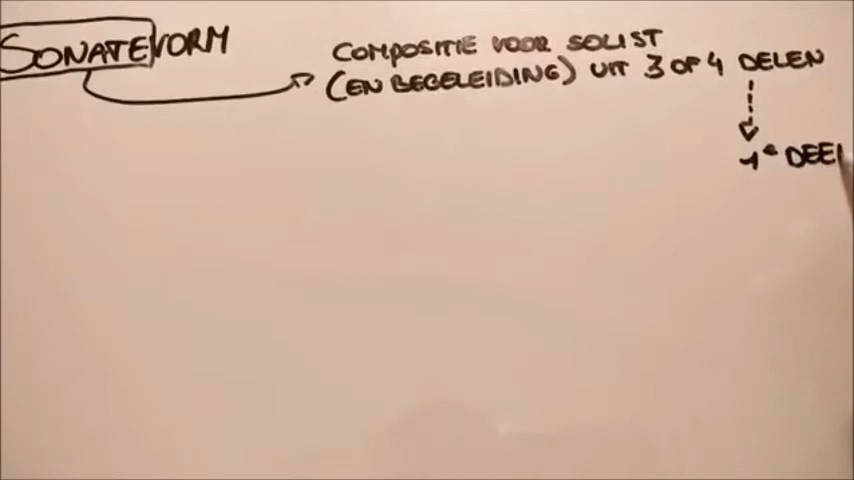 SONATEVORM
COMPOSITIE VOOR SOLIST
(EN BEGELEIDING) UIT 3 OF 4 DELEN
1e DEEL